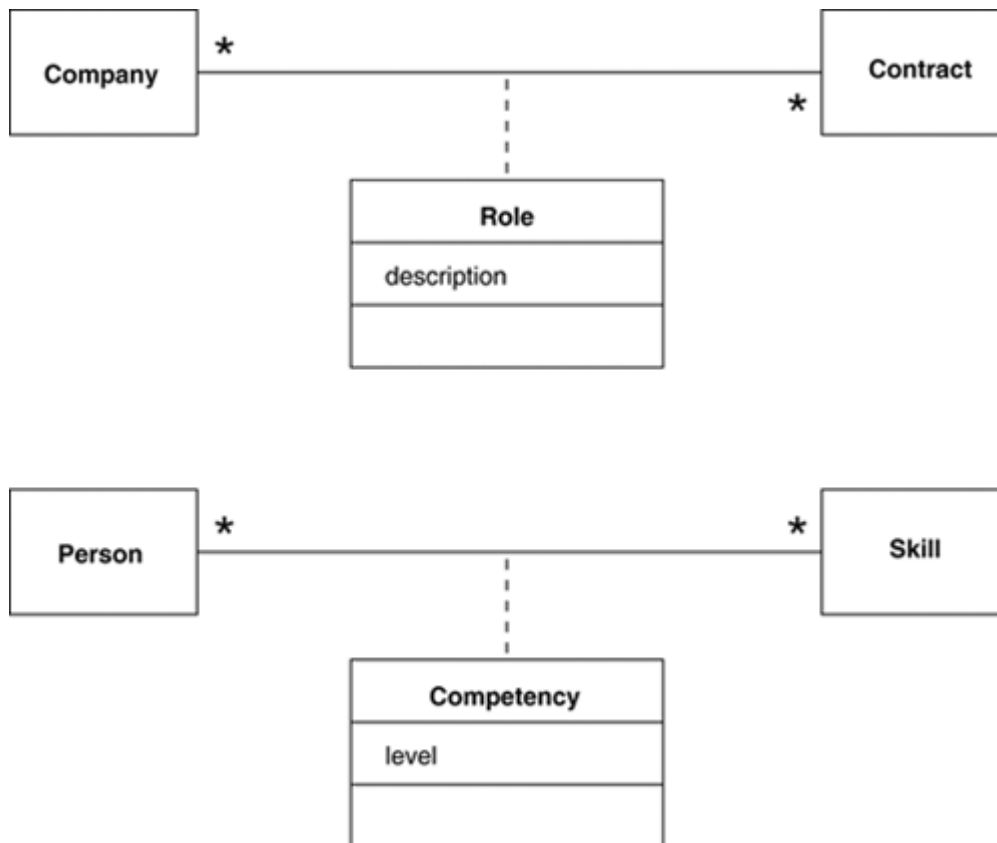 *
Company
Contract
*
Role
description
*
*
Person
Skill
Competency
level